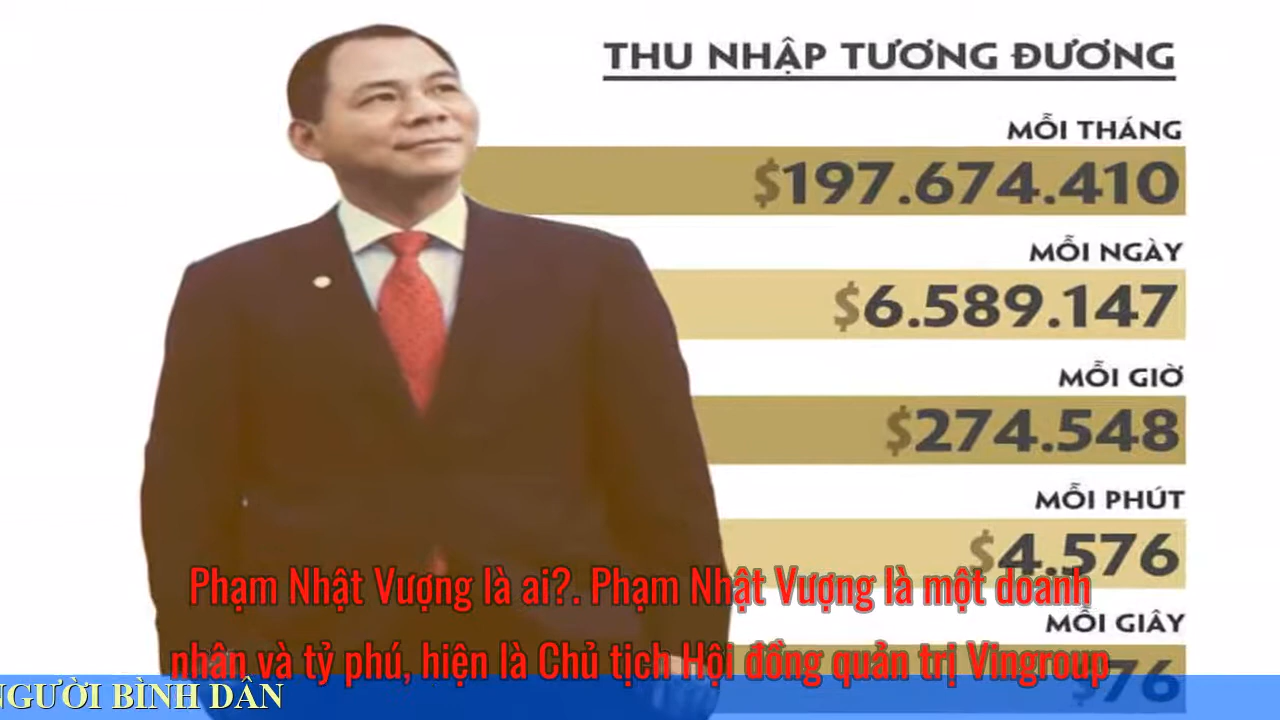 THU NHẬP TƯƠNG ĐƯƠNG
MỖI THÁNG
$197.674.410
MỖI NGÀY
$6.589.147
MỖI GIỜ
$274.548
MỖI PHÚT
$4.576
Phạm Nhật Vượng là ai?. Phạm Nhật Vượng là một doanh
MỖI GIÂY
nhân và tỷ phú, hiện là Chủ tịch Hội đồng quản trị Vingroup
$76
NGƯỜI BÌNH DÂN